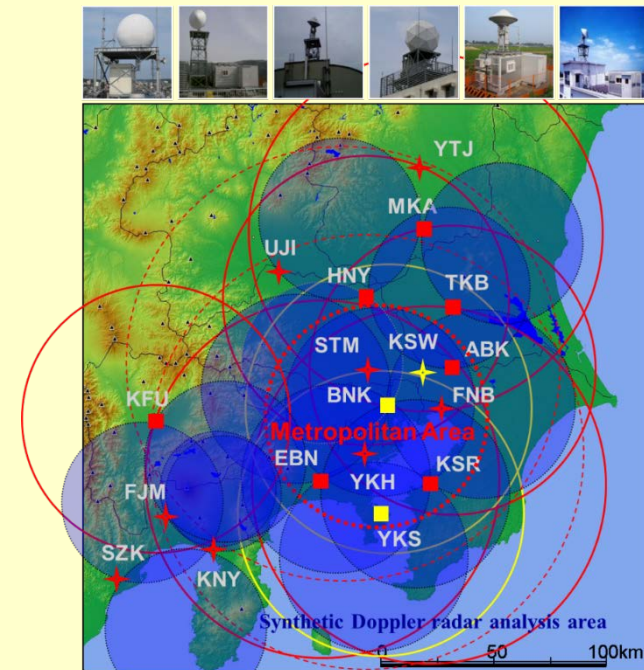 YTJ
MKA
UJI
HNY
TKB
STM
KSW
ABK
KFU
BNK
FNB
Metropolitan Area
EBN
KSR
FJM
YKH
YKS
SZK
KNY
Synthetic Doppler radar analysis area
0 50 100km